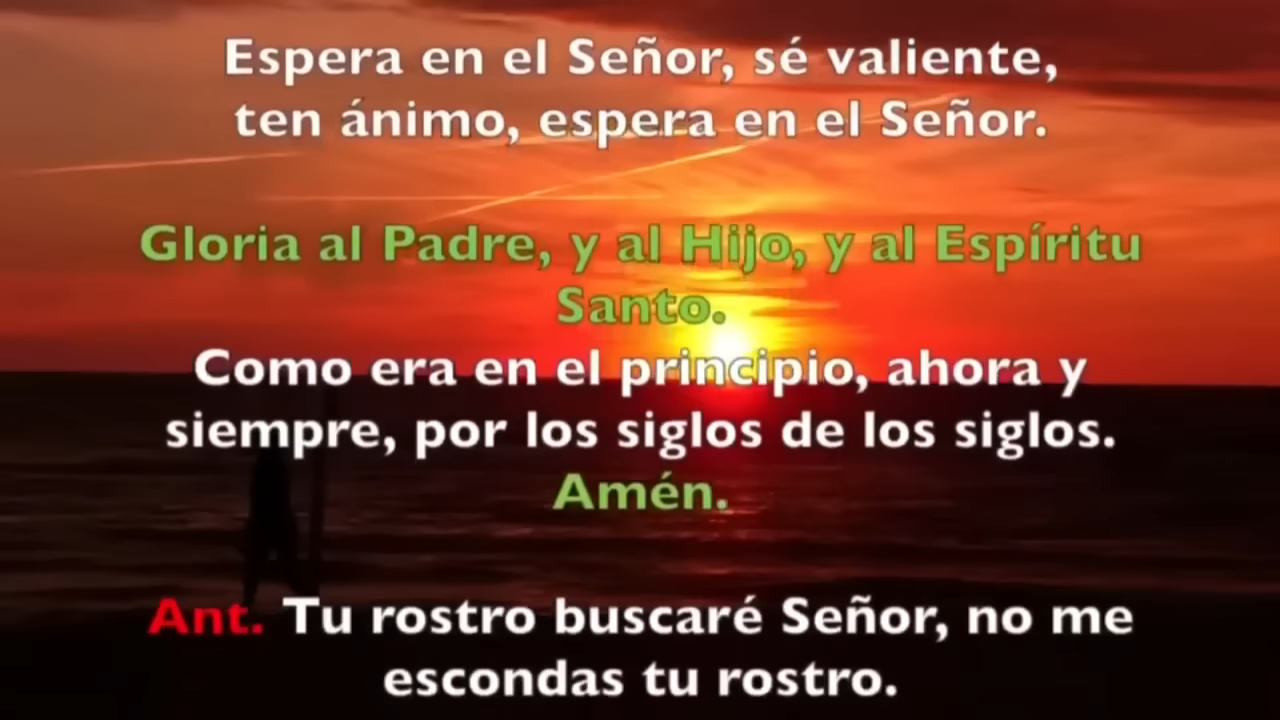 Espera en el Señor, sé valiente,
ten ánimo, espera en el Señor.
Gloria al Padre, y al Hijo, y al Espíritu
Santo.
Como era en el principio, ahora y
siempre, por los siglos de los siglos.
Amén.
Ant. Tu rostro buscaré Señor, no me
escondas tu rostro.